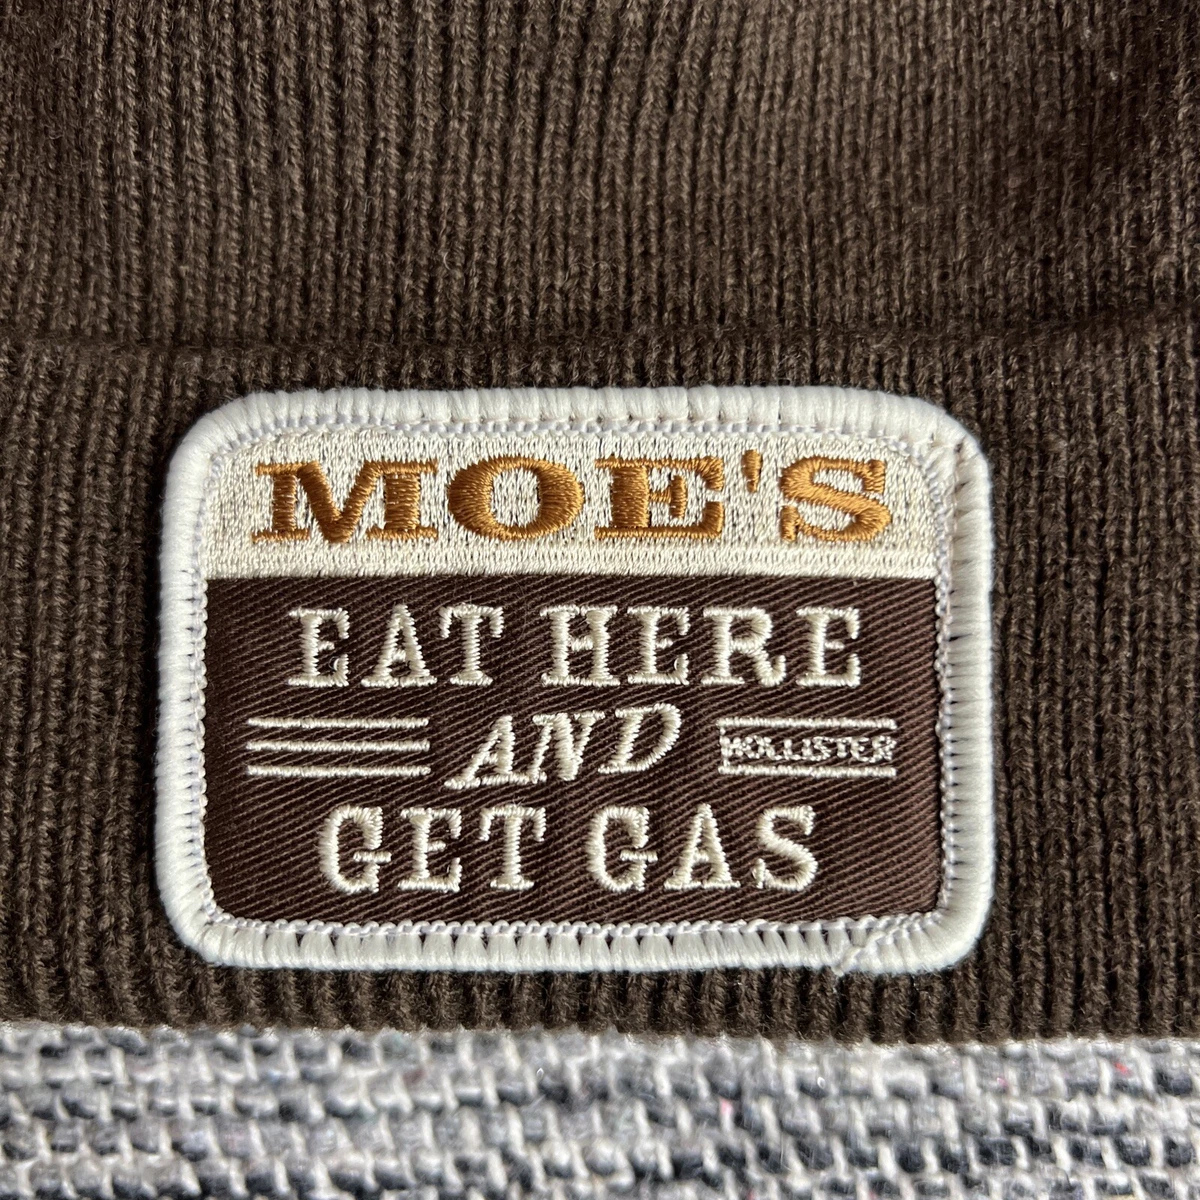 MOE'S
EAT HERE
AND
HOLLISTER
GET GAS